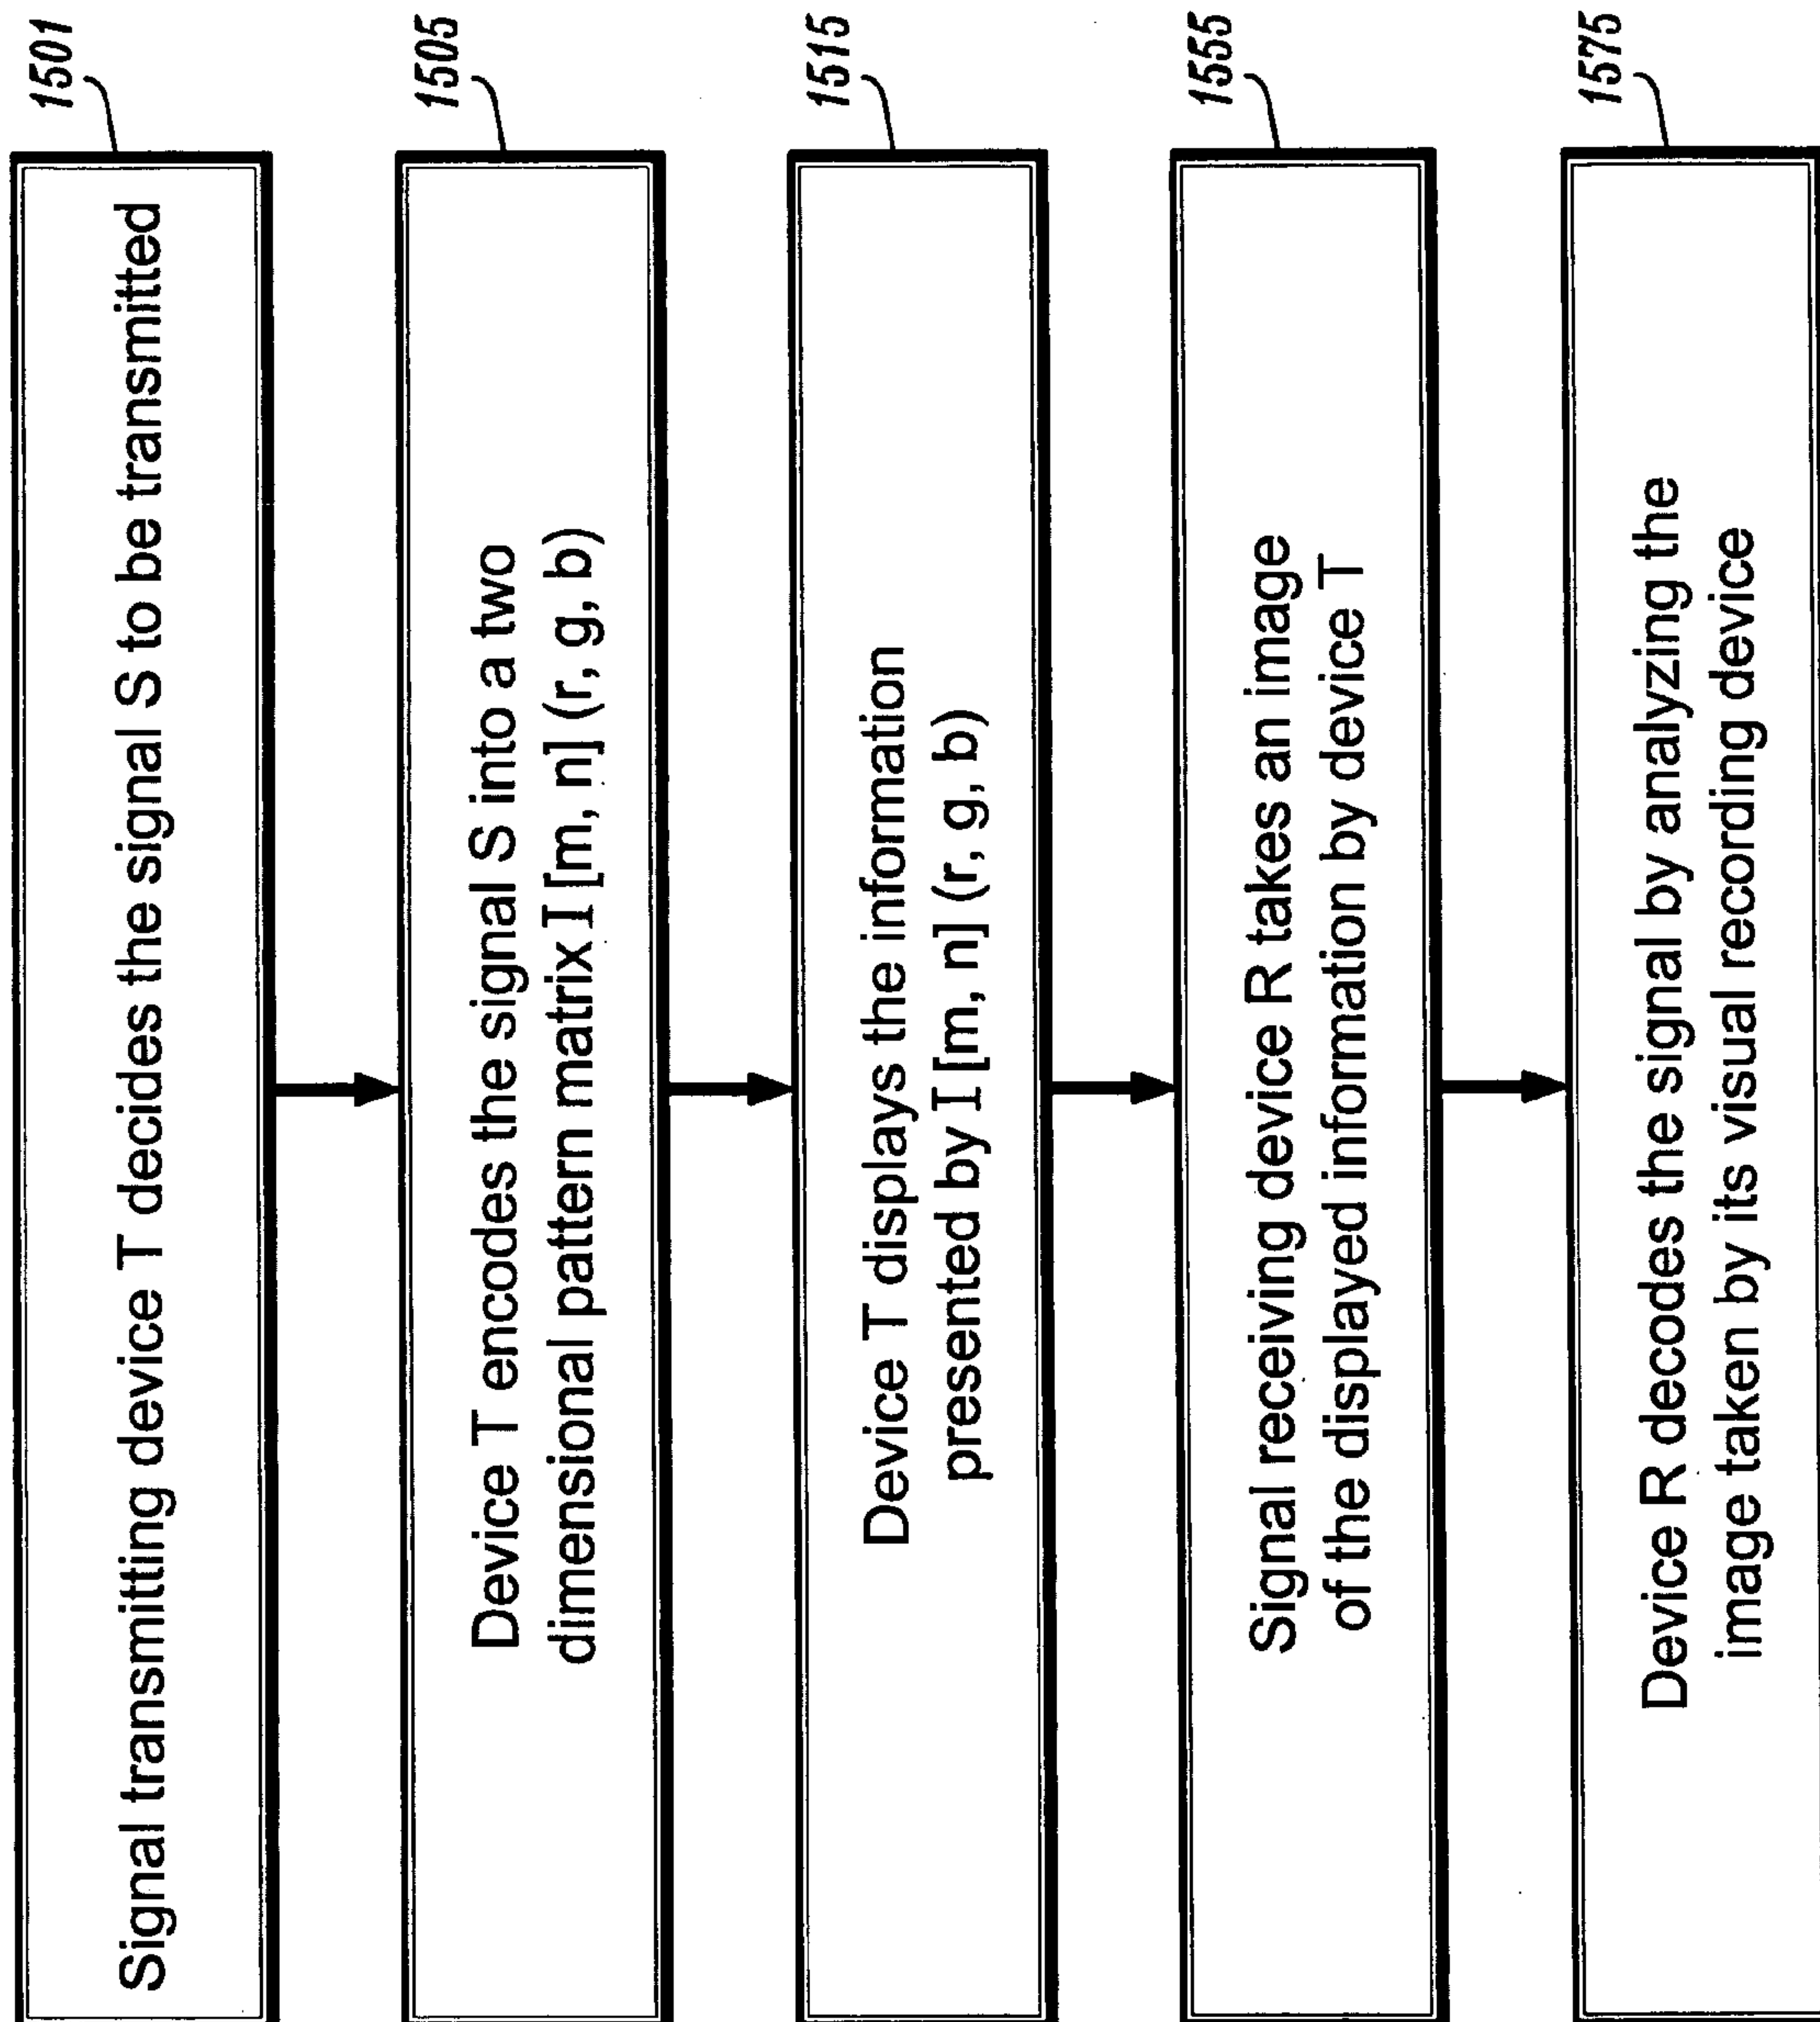 1501
Signal transmitting device T decides the signal S to be transmitted
1505
Device T encodes the signal S into a two
dimensional pattern matrix I [m, n] (r, g, b)
1515
Device T displays the information
presented by I [m, n] (r, g, b)
1555
Signal receiving device R takes an image
of the displayed information by device T
1575
Device R decodes the signal by analyzing the
image taken by its visual recording device